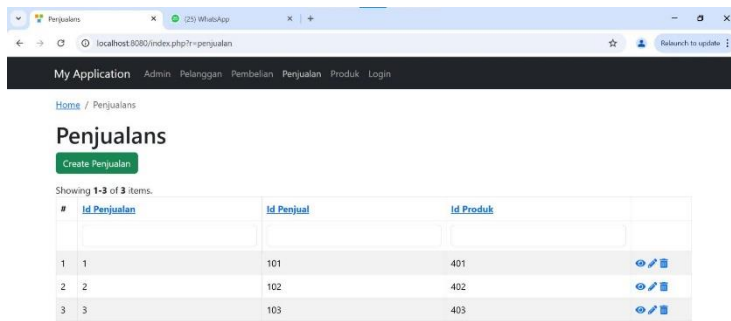 Penjualans
(25) WhatsApp
localhost:8080/index.php?r=penjualan
Relaunch to update
My Application Admin Pelanggan Pembelian Penjualan Produk Login
Home / Penjualans
Penjualans
Create Penjualan
Showing 1-3 of 3 items.
# Id Penjualan Id Penjual Id Produk
1 1 101 401
2 2 102 402
3 3 103 403